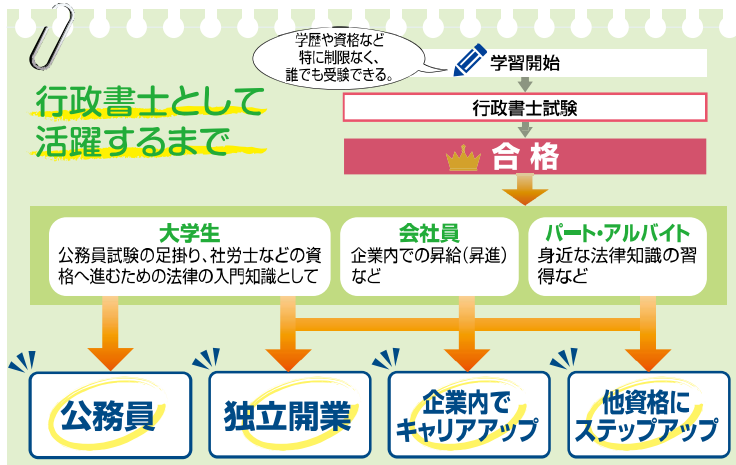 学歴や資格など
特に制限なく、
誰でも受験できる。
学習開始
行政書士として
活躍するまで
行政書士試験
合格
大学生
公務員試験の足掛り、社労士などの資
格へ進むための法律の入門知識として
会社員
企業内での昇給(昇進)
など
パート・アルバイト
身近な法律知識の習
得など
公務員
独立開業
企業内で
キャリアアップ
他資格に
ステップアップ